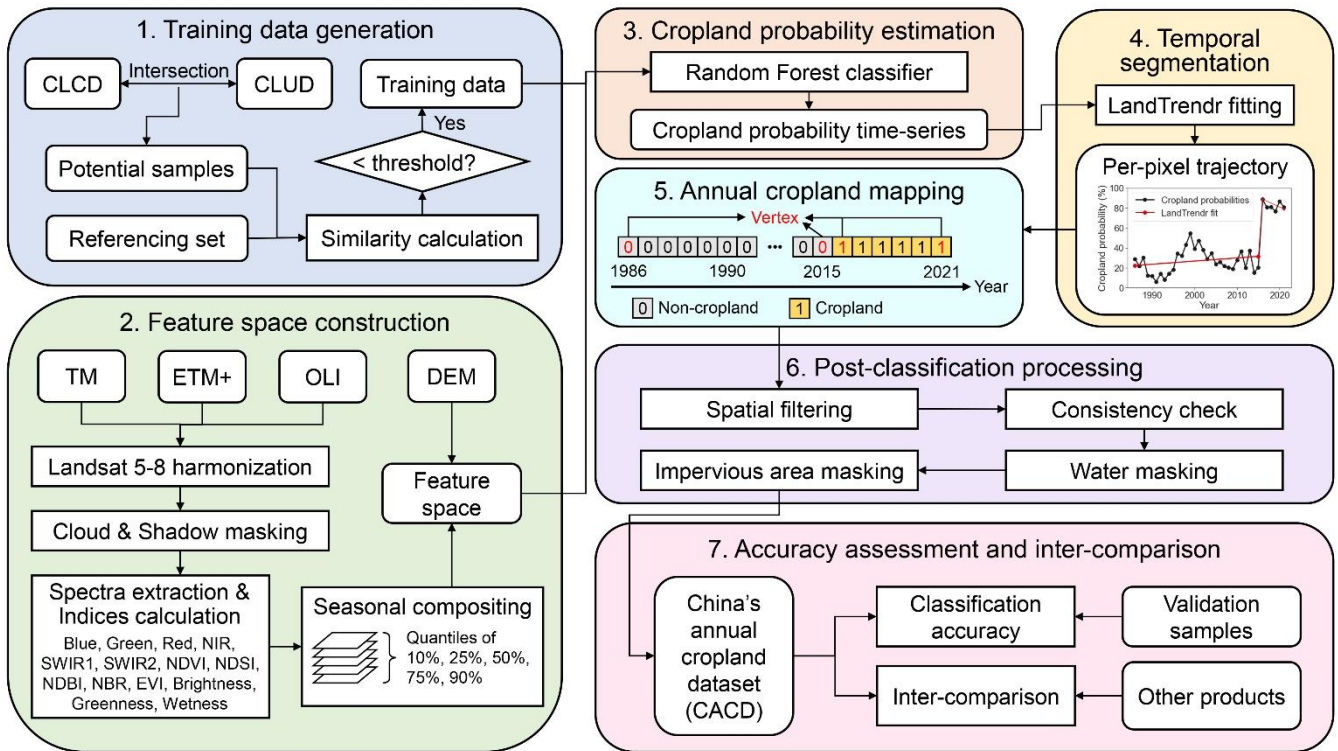 1. Training data generation
CLCD
Intersection
CLUD
Training data
Yes
Potential samples
< threshold?
Referencing set
Similarity calculation
2. Feature space construction
TM
ETM+
OLI
DEM
Landsat 5-8 harmonization
Feature
space
Cloud & Shadow masking
Spectra extraction &
Indices calculation
Blue, Green, Red, NIR,
SWIR1, SWIR2, NDVI, NDSI,
NDBI, NBR, EVI, Brightness,
Greenness, Wetness
Seasonal compositing
Quantiles of
10%, 25%, 50%,
75%, 90%
3. Cropland probability estimation
Random Forest classifier
Cropland probability time-series
4. Temporal
segmentation
LandTrendr fitting
Per-pixel trajectory
Cropland probability (%)
100
80
60
40
20
0
Cropland probabilities
LandTrendr fit
1990 2000 2010 2020
Year
5. Annual cropland mapping
Vertex
0 0 0 0 0 0 0 ••• 0 0 1 1 1 1 1 1
1986 1990 2015 2021
Year
0 Non-cropland 1 Cropland
6. Post-classification processing
Spatial filtering
Consistency check
Impervious area masking
Water masking
7. Accuracy assessment and inter-comparison
China's
annual
cropland
dataset
(CACD)
Classification
accuracy
Validation
samples
Inter-comparison
Other products